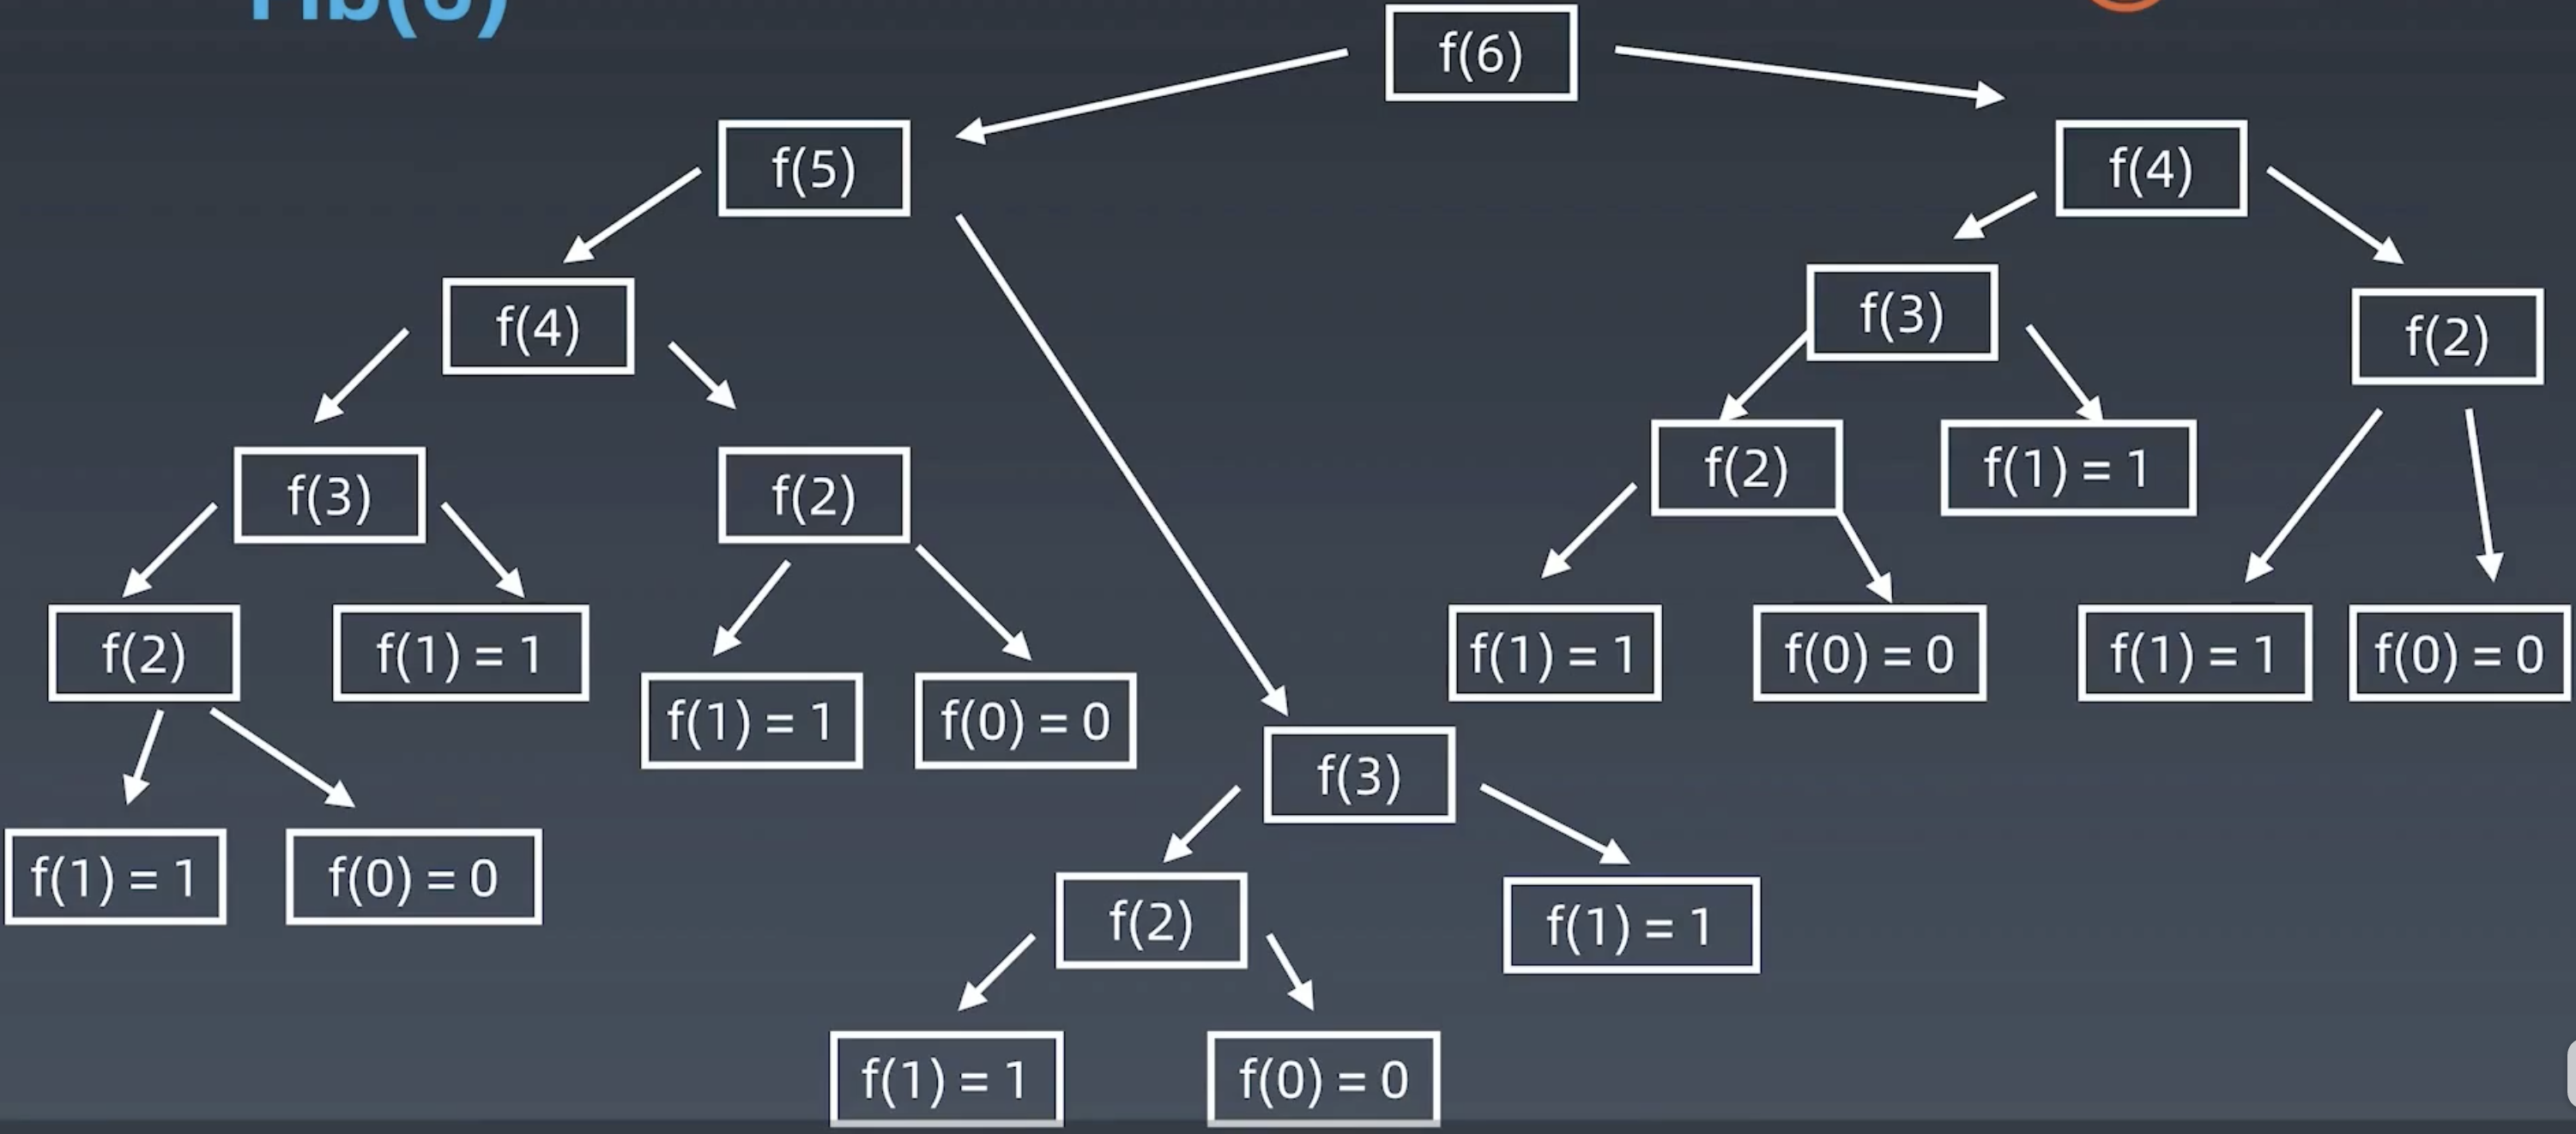 Fib(6)
f(6)
f(5)
f(4)
f(4)
f(3)
f(2)
f(3)
f(2)
f(2)
f(1) = 1
f(2)
f(1) = 1
f(1) = 1
f(0) = 0
f(1) = 1
f(0) = 0
f(1) = 1
f(0) = 0
f(3)
f(1) = 1
f(0) = 0
f(2)
f(1) = 1
f(1) = 1
f(0) = 0